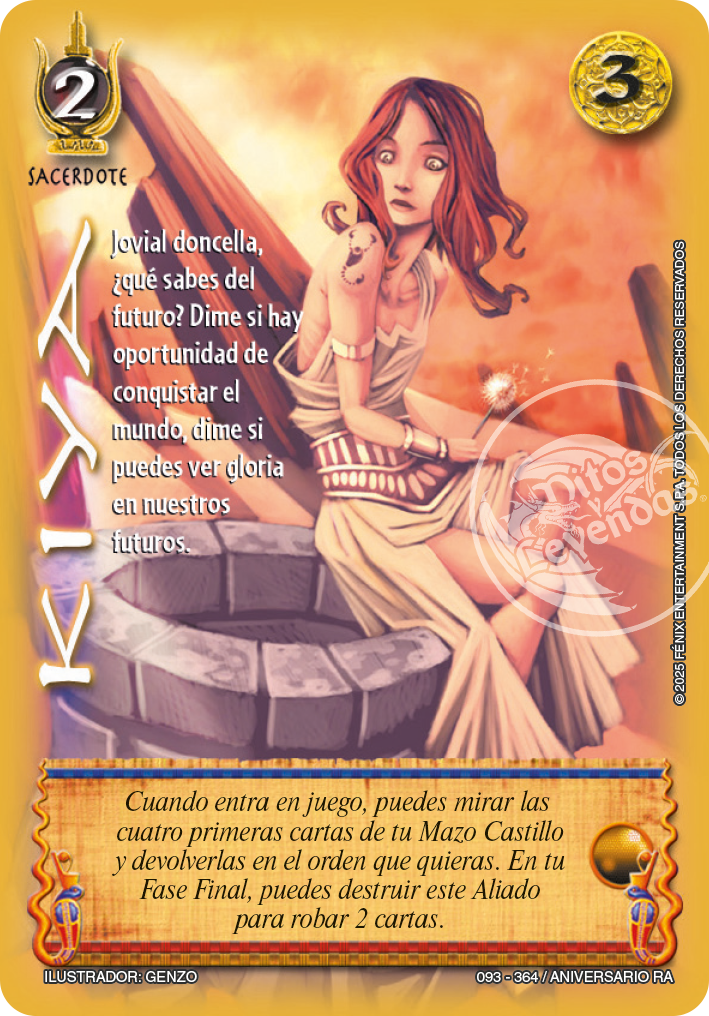 2
3
SACERDOTE
KIYA
Jovial doncella,
¿qué sabes del
futuro? Dime si hay
oportunidad de
conquistar el
mundo, dime si
puedes ver gloria
en nuestros
futuros.
Mitos
y
Leyendas
®
© 2025 FÉNIX ENTERTAINMENT SPA. TODOS LOS DERECHOS RESERVADOS
Cuando entra en juego, puedes mirar las
cuatro primeras cartas de tu Mazo Castillo
y devolverlas en el orden que quieras. En tu
Fase Final, puedes destruir este Aliado
para robar 2 cartas.
ILUSTRADOR: GENZO
093 - 364 / ANIVERSARIO RA